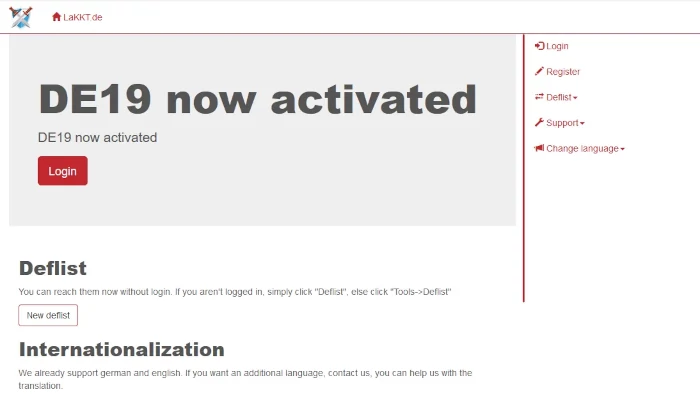 LaKKT.de
DE19 now activated
DE19 now activated
Login
Login
Register
Deflist
Support
Change language
Deflist
You can reach them now without login. If you aren't logged in, simply click "Deflist", else click "Tools->Deflist"
New deflist
Internationalization
We already support german and english. If you want an additional language, contact us, you can help us with the
translation.